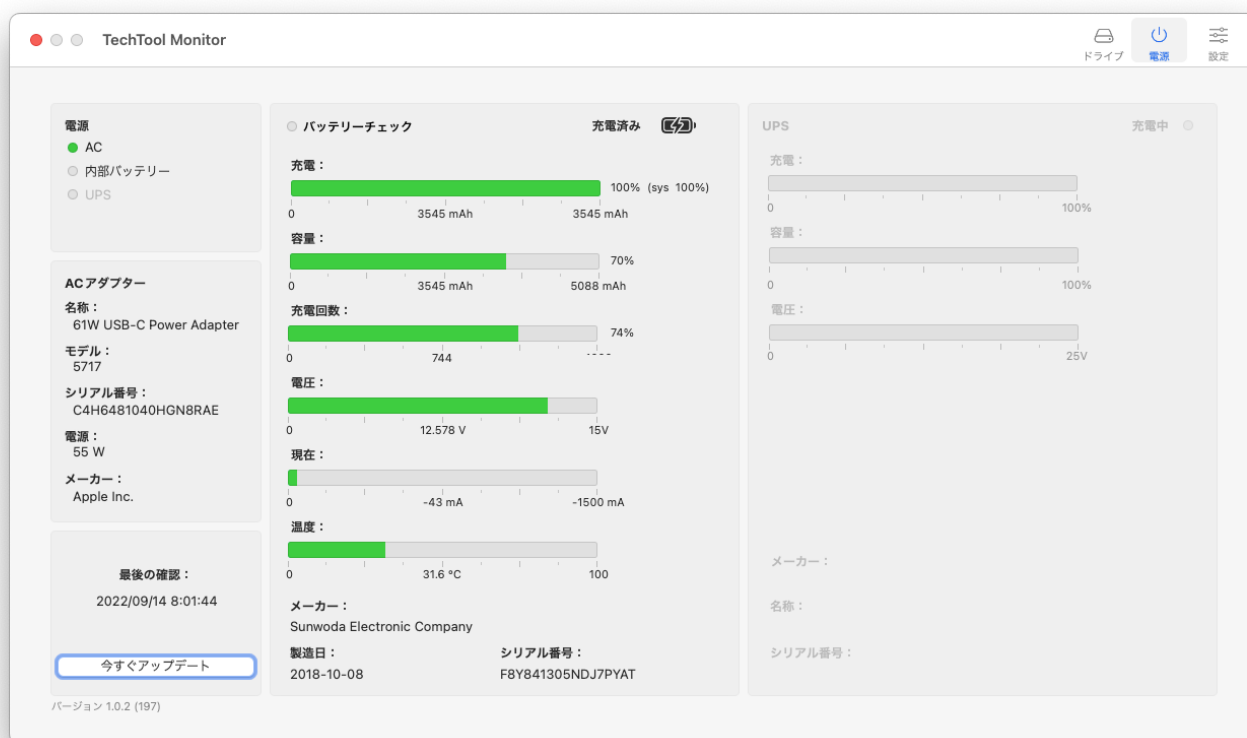 TechTool Monitor
ドライブ
電源
設定
電源
AC
内部バッテリー
UPS
ACアダプター
名称：
61W USB-C Power Adapter
モデル：
5717
シリアル番号：
C4H6481040HGN8RAE
電源：
55 W
メーカー：
Apple Inc.
最後の確認：
2022/09/14 8:01:44
今すぐアップデート
バージョン 1.0.2 (197)
バッテリーチェック 充電済み
充電：
100% (sys 100%)
0 3545 mAh 3545 mAh
容量：
70%
0 3545 mAh 5088 mAh
充電回数：
74%
0 744
電圧：
0 12.578 V 15V
現在：
0 -43 mA -1500 mA
温度：
0 31.6 °C 100
メーカー：
Sunwoda Electronic Company
製造日： シリアル番号：
2018-10-08 F8Y841305NDJ7PYAT
UPS 充電中
充電：
0 100%
容量：
0 100%
電圧：
0 25V
メーカー：
名称：
シリアル番号：